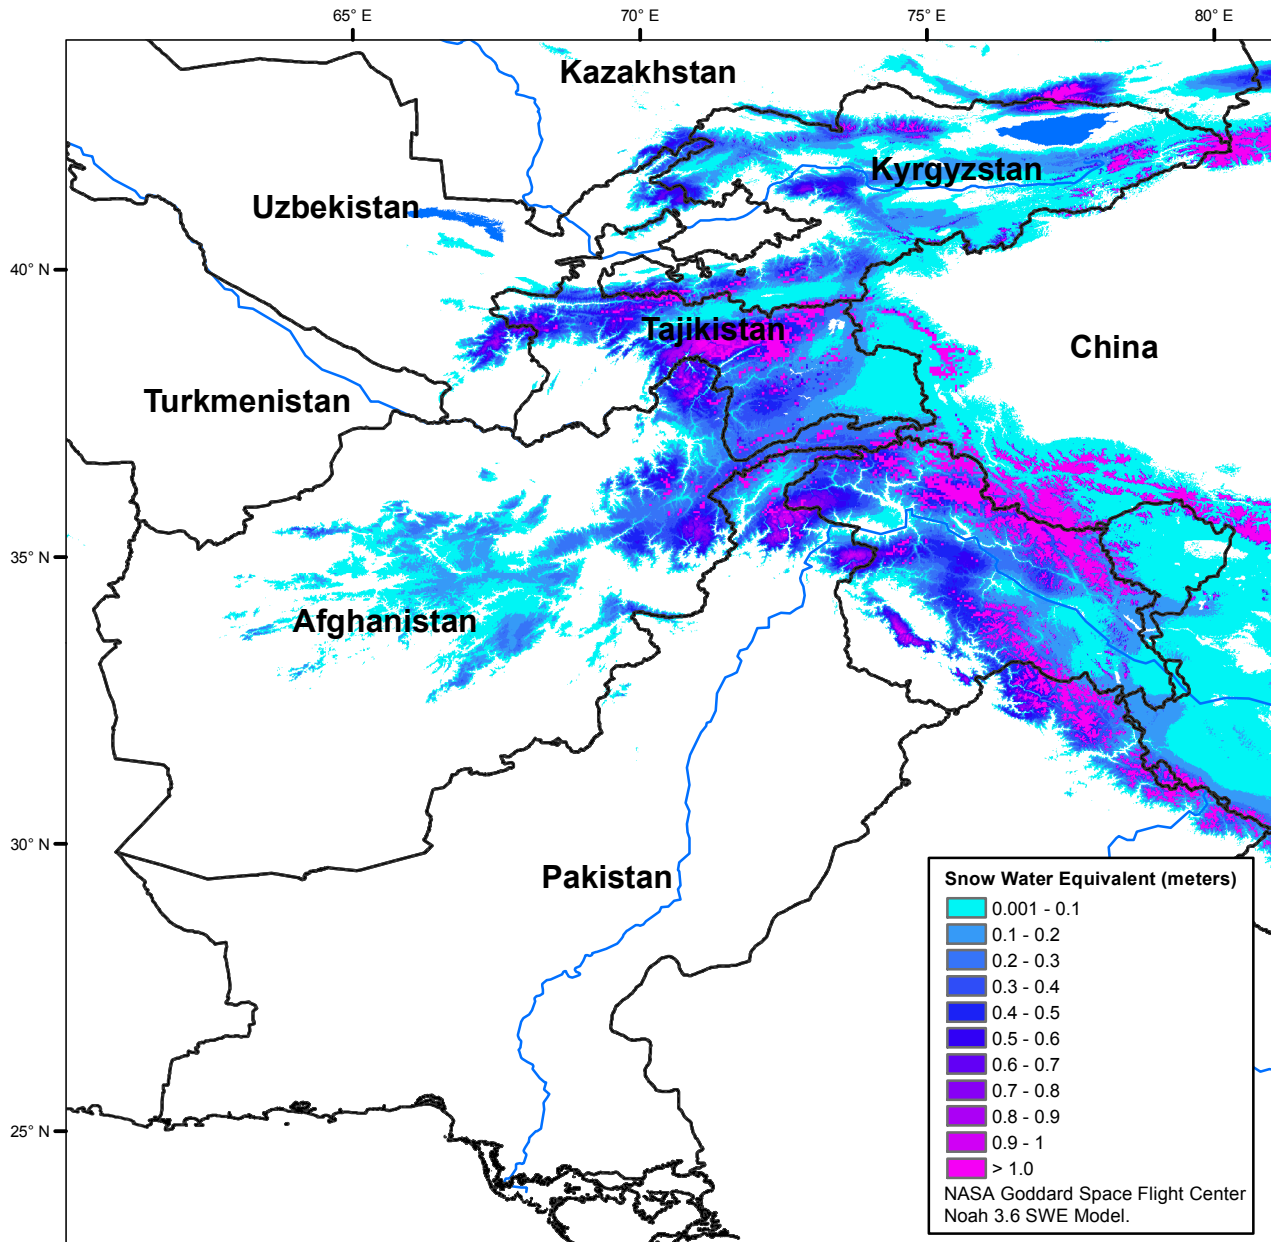 65° E
70° E
75° E
80° E
Kazakhstan
Kyrgyzstan
Uzbekistan
40° N
Tajikistan
China
Turkmenistan
35° N
Afghanistan
30° N
Pakistan
25° N
Snow Water Equivalent (meters)
0.001 - 0.1
0.1 - 0.2
0.2 - 0.3
0.3 - 0.4
0.4 - 0.5
0.5 - 0.6
0.6 - 0.7
0.7 - 0.8
0.8 - 0.9
0.9 - 1
> 1.0
NASA Goddard Space Flight Center
Noah 3.6 SWE Model.